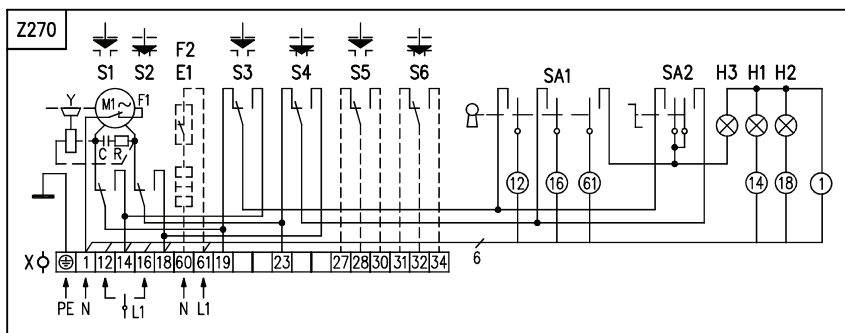 Z270
F2
S1 S2 E1 S3 S4 S5 S6 SA1 SA2 H3 H1 H2
Y M1 ~ F1
C R
12 16 61 14 18 1
X 1 12 14 16 18 60 61 19 23 27 28 30 31 32 34
6
PE N L1 N L1